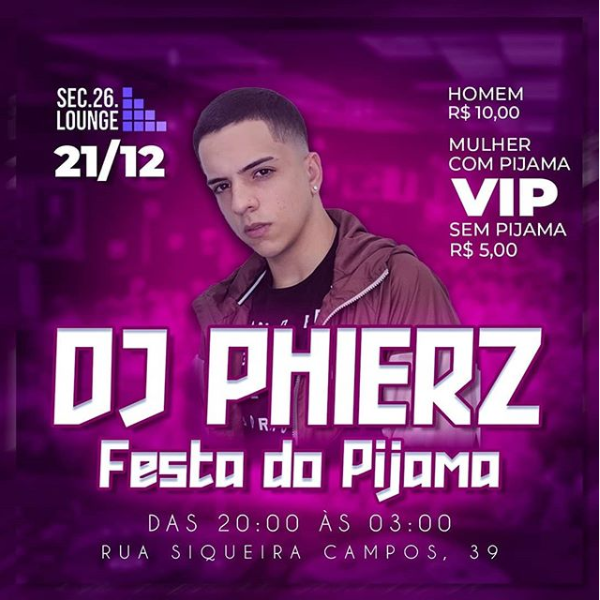 SEC.26.
LOUNGE
21/12
HOMEM
R$ 10,00
MULHER
COM PIJAMA
VIP
SEM PIJAMA
R$ 5,00
DJ PHIERZ
Festa do Pijama
DAS 20:00 ÀS 03:00
RUA SIQUEIRA CAMPOS, 39